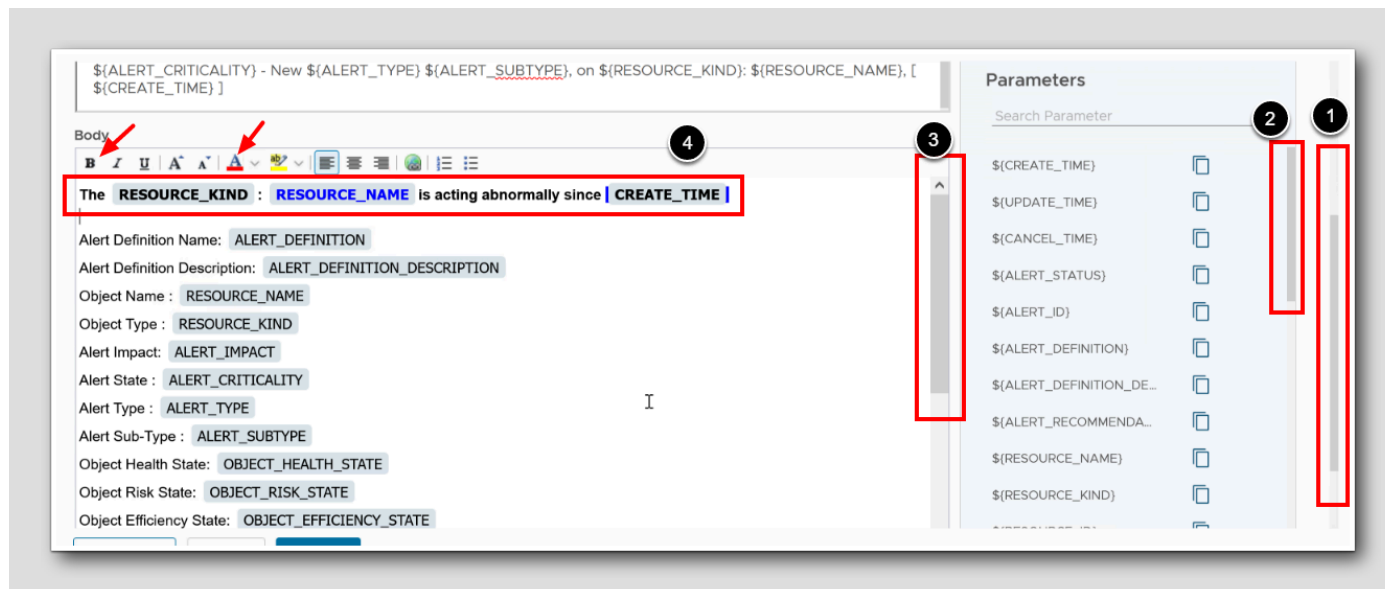 ${ALERT_CRITICALITY} - New ${ALERT_TYPE} ${ALERT_SUBTYPE}, on ${RESOURCE_KIND}: ${RESOURCE_NAME}, [
${CREATE_TIME} ]
Body
B I U A A A ab
The RESOURCE_KIND : RESOURCE_NAME is acting abnormally since [ CREATE_TIME ]
Alert Definition Name: ALERT_DEFINITION
Alert Definition Description: ALERT_DEFINITION_DESCRIPTION
Object Name : RESOURCE_NAME
Object Type : RESOURCE_KIND
Alert Impact: ALERT_IMPACT
Alert State : ALERT_CRITICALITY
Alert Type : ALERT_TYPE
Alert Sub-Type : ALERT_SUBTYPE
Object Health State: OBJECT_HEALTH_STATE
Object Risk State: OBJECT_RISK_STATE
Object Efficiency State: OBJECT_EFFICIENCY_STATE
4
3
2
1
Parameters
Search Parameter
${CREATE_TIME}
${UPDATE_TIME}
${CANCEL_TIME}
${ALERT_STATUS}
${ALERT_ID}
${ALERT_DEFINITION}
${ALERT_DEFINITION_DE...
${ALERT_RECOMMENDA...
${RESOURCE_NAME}
${RESOURCE_KIND}